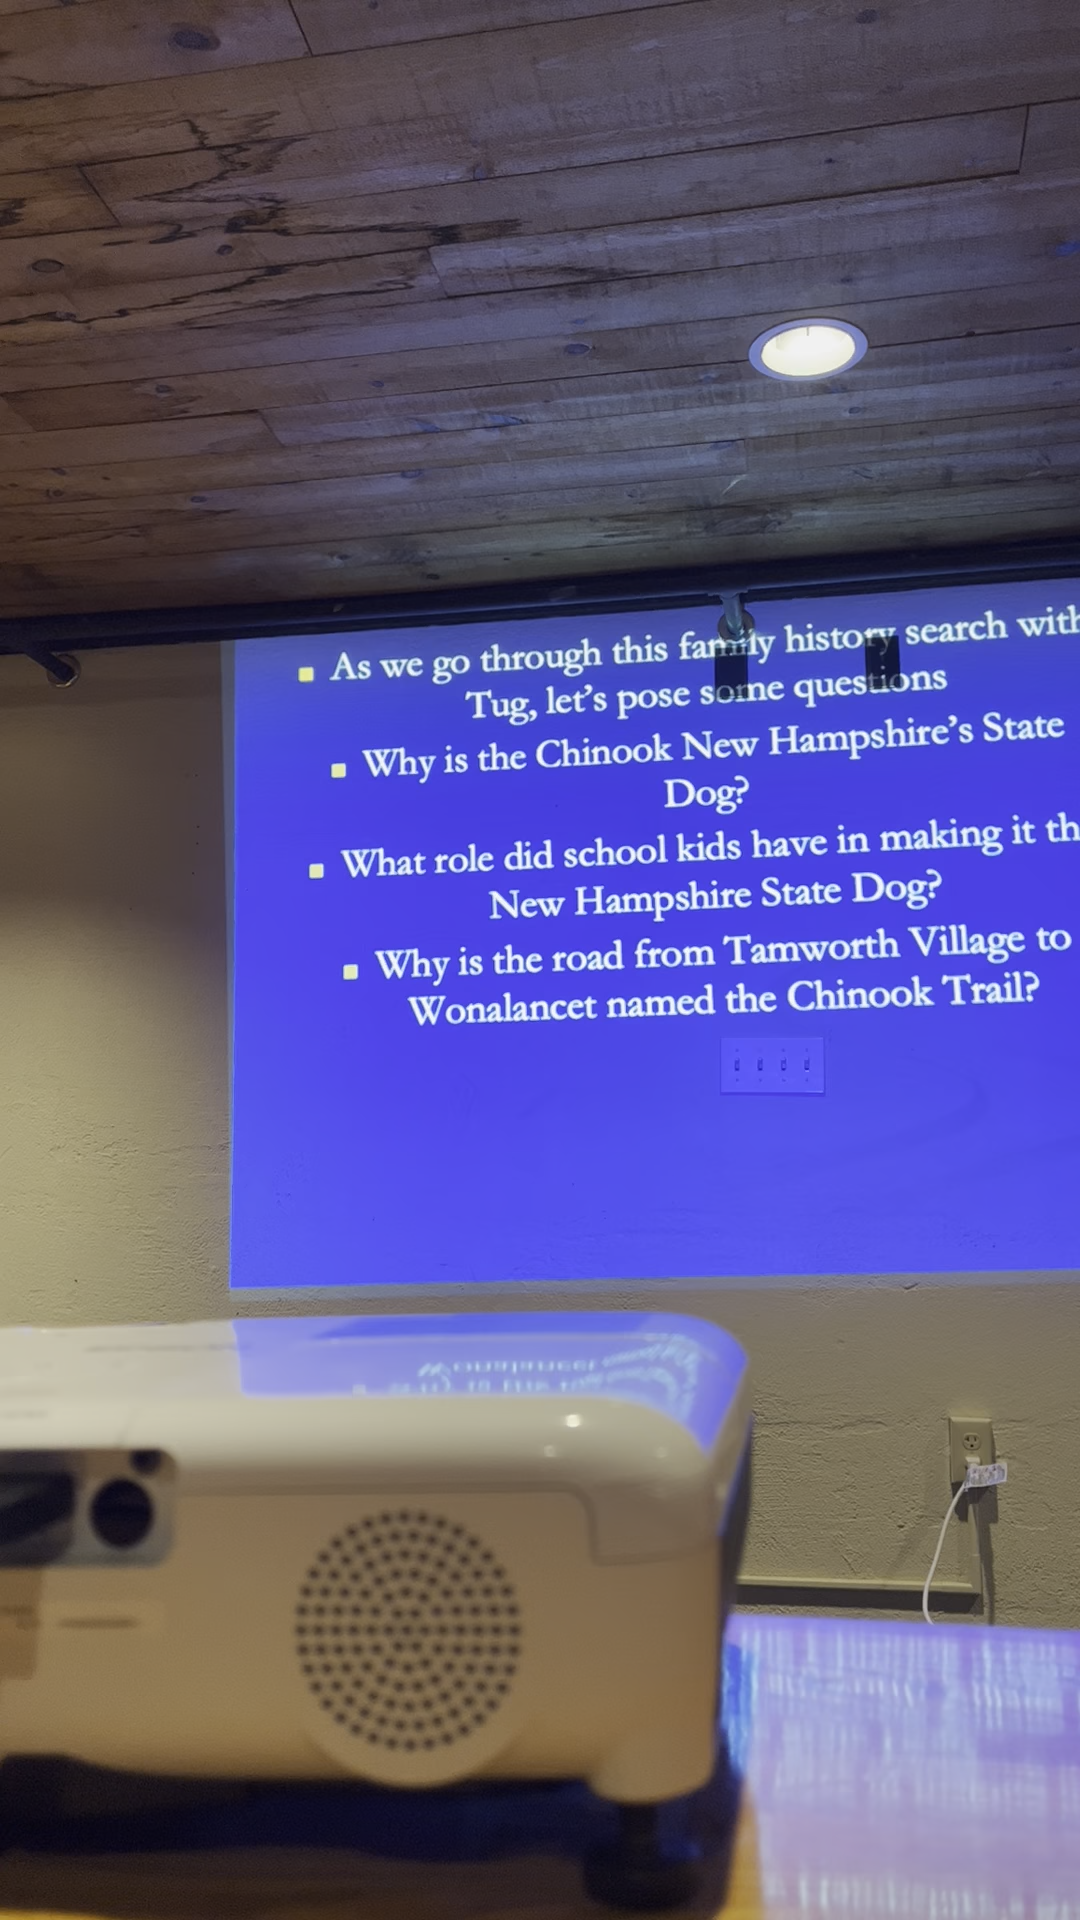 As we go through this family history search with
Tug, let's pose some questions
Why is the Chinook New Hampshire's State
Dog?
What role did school kids have in making it th
New Hampshire State Dog?
Why is the road from Tamworth Village to
Wonalancet named the Chinook Trail?